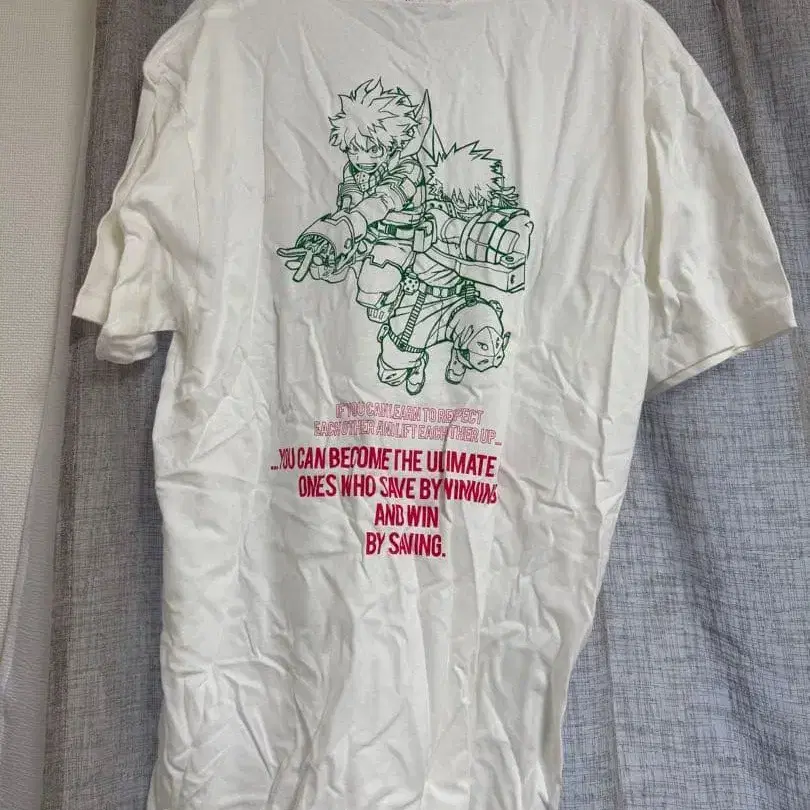 IF YOU CAN LEARN TO RESPECT
EACH OTHER AND LIFT EACH OTHER UP...
...YOU CAN BECOME THE ULTIMATE
ONES WHO SAVE BY WINNING
AND WIN
BY SAVING.